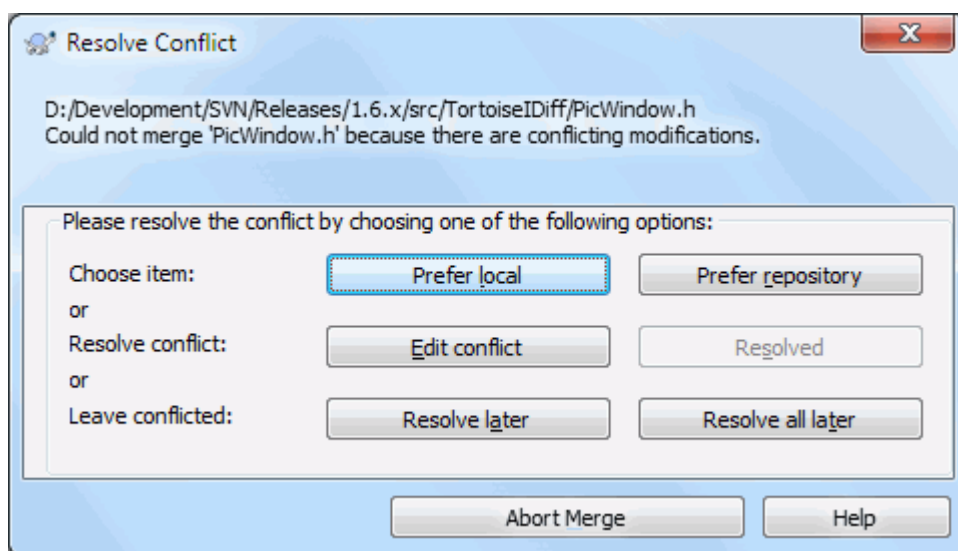 Resolve Conflict
D:/Development/SVN/Releases/1.6.x/src/TortoiseIDiff/PicWindow.h
Could not merge 'PicWindow.h' because there are conflicting modifications.
Please resolve the conflict by choosing one of the following options:
Choose item: Prefer local Prefer repository
or
Resolve conflict: Edit conflict Resolved
or
Leave conflicted: Resolve later Resolve all later
Abort Merge Help